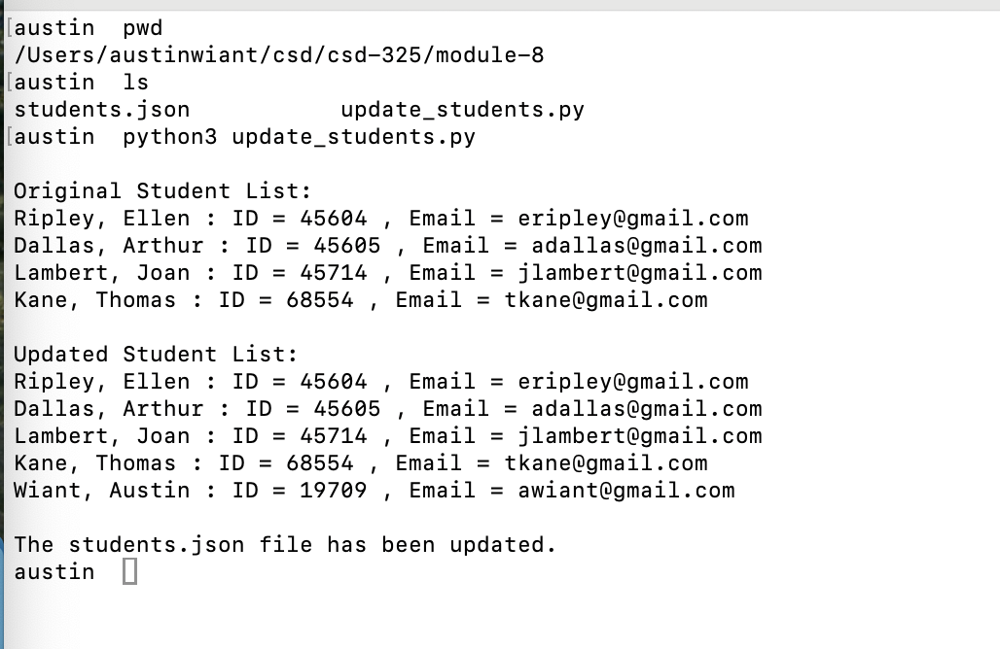 [austin  pwd
/Users/austinwiant/csd/csd-325/module-8
[austin  ls
students.json           update_students.py
[austin  python3 update_students.py
Original Student List:
Ripley, Ellen : ID = 45604 , Email = eripley@gmail.com
Dallas, Arthur : ID = 45605 , Email = adallas@gmail.com
Lambert, Joan : ID = 45714 , Email = jlambert@gmail.com
Kane, Thomas : ID = 68554 , Email = tkane@gmail.com
Updated Student List:
Ripley, Ellen : ID = 45604 , Email = eripley@gmail.com
Dallas, Arthur : ID = 45605 , Email = adallas@gmail.com
Lambert, Joan : ID = 45714 , Email = jlambert@gmail.com
Kane, Thomas : ID = 68554 , Email = tkane@gmail.com
Wiant, Austin : ID = 19709 , Email = awiant@gmail.com
The students.json file has been updated.
austin